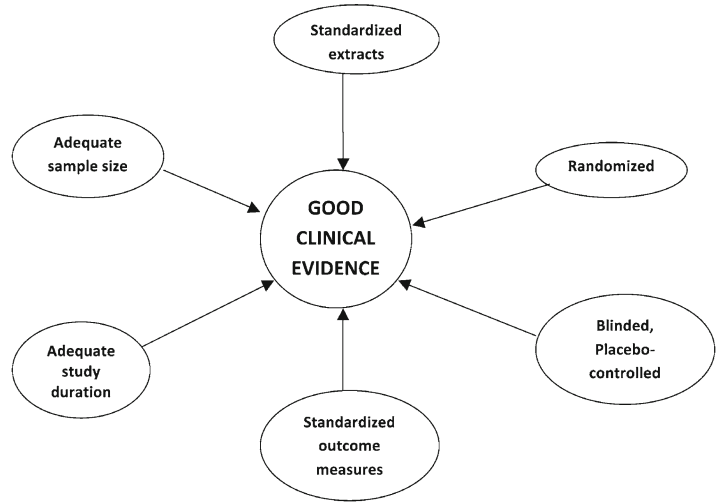 Standardized
extracts
Adequate
sample size
Randomized
GOOD
CLINICAL
EVIDENCE
Adequate
study
duration
Blinded,
Placebo-
controlled
Standardized
outcome
measures